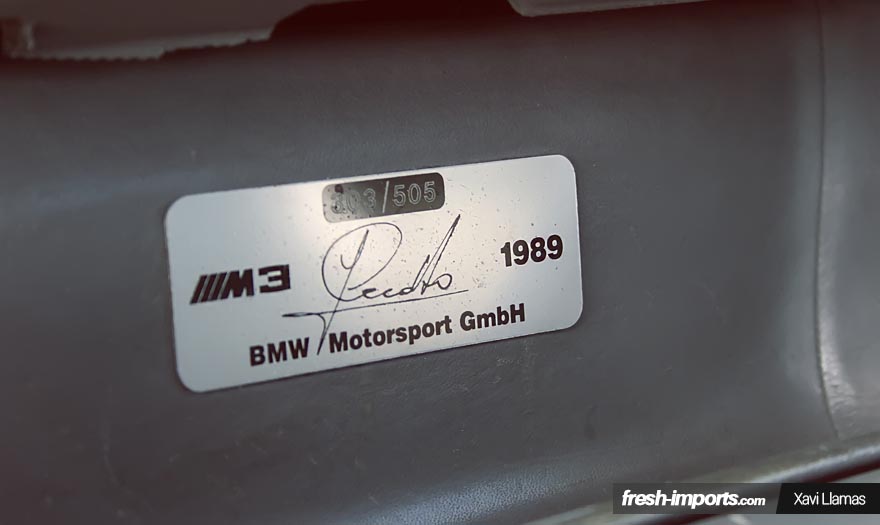 /505
M3
1989
BMW Motorsport GmbH
fresh-imports.com
Xavi Llamas